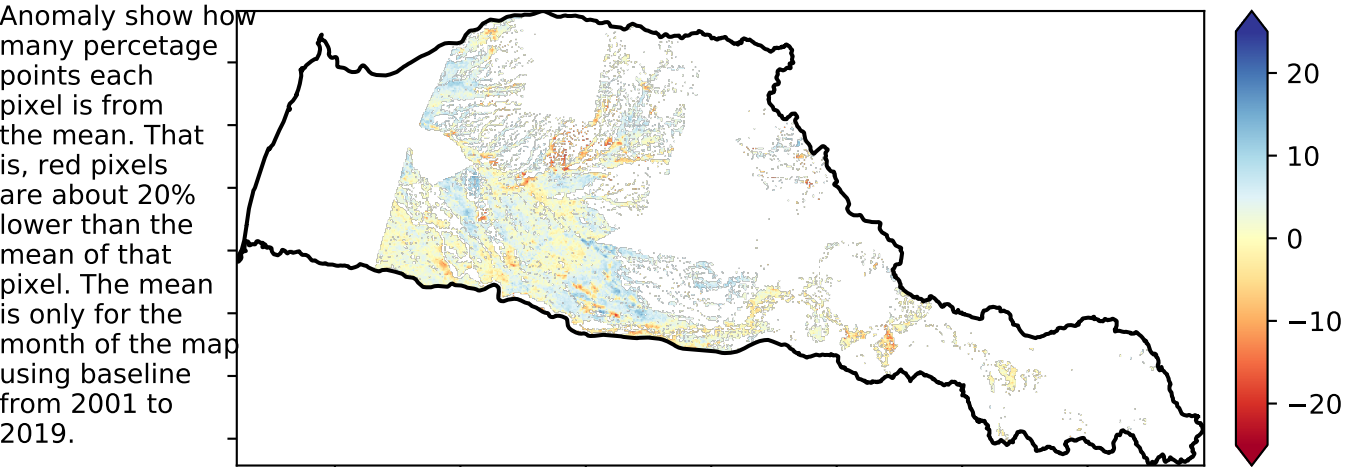 Anomaly show how
many percetage
points each
pixel is from
the mean. That
is, red pixels
are about 20%
lower than the
mean of that
pixel. The mean
is only for the
month of the map
using baseline
from 2001 to
2019.
20
10
0
−10
−20